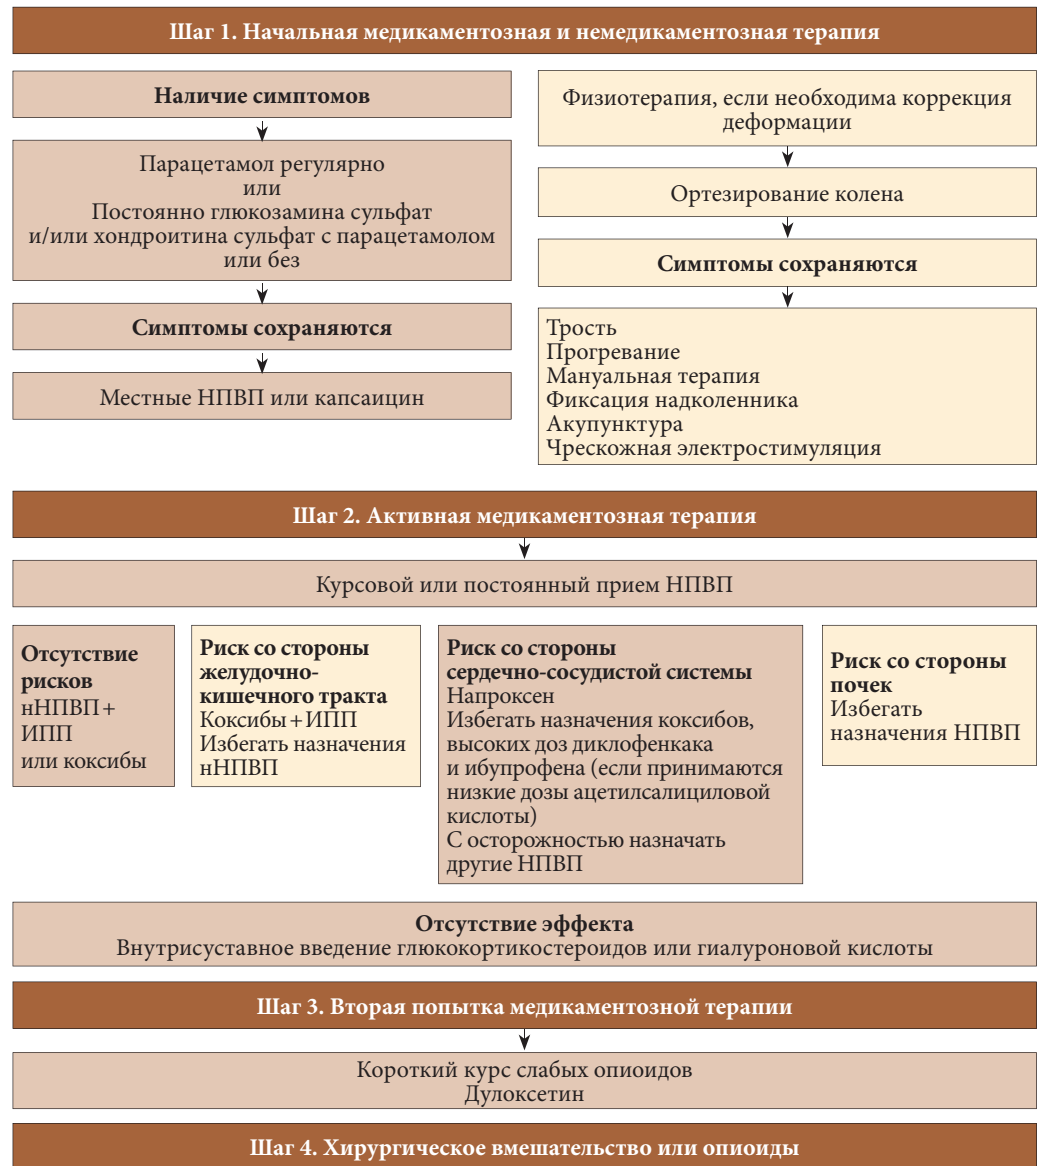 Шаг 1. Начальная медикаментозная и немедикаментозная терапия
Наличие симптомов
Парацетамол регулярно
или
Постоянно глюкозамина сульфат
и/или хондроитина сульфат с парацетамолом
или без
Симптомы сохраняются
Местные НПВП или капсаицин
Физиотерапия, если необходима коррекция
деформации
Ортезирование колена
Симптомы сохраняются
Трость
Прогревание
Мануальная терапия
Фиксация надколенника
Акупунктура
Чрескожная электростимуляция
Шаг 2. Активная медикаментозная терапия
Курсовой или постоянный прием НПВП
Отсутствие
рисков
нНПВП +
ИПП
или коксибы
Риск со стороны
желудочно-
кишечного тракта
Коксибы + ИПП
Избегать назначения
нНПВП
Риск со стороны
сердечно-сосудистой системы
Напроксен
Избегать назначения коксибов,
высоких доз диклофенкака
и ибупрофена (если принимаются
низкие дозы ацетилсалициловой
кислоты)
С осторожностью назначать
другие НПВП
Риск со стороны
почек
Избегать
назначения НПВП
Отсутствие эффекта
Внутрисуставное введение глюкокортикостероидов или гиалуроновой кислоты
Шаг 3. Вторая попытка медикаментозной терапии
Короткий курс слабых опиоидов
Дулоксетин
Шаг 4. Хирургическое вмешательство или опиоиды